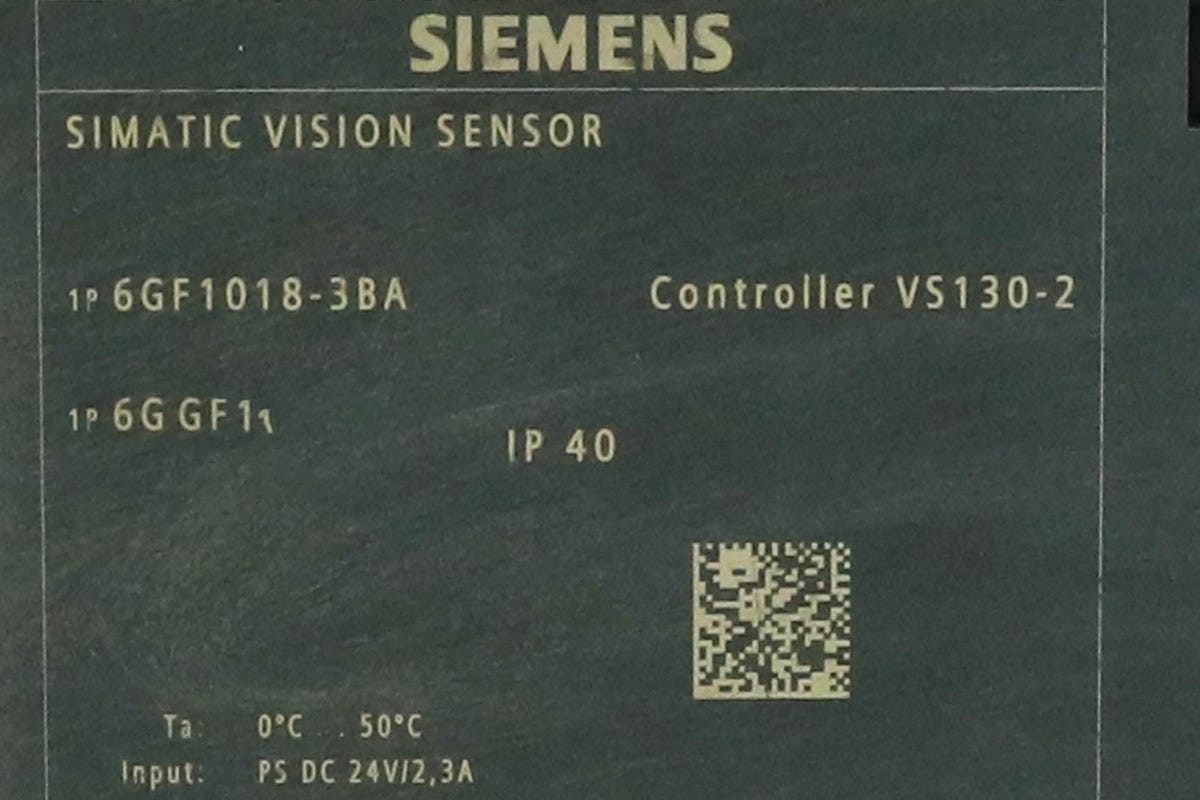 SIEMENS
SIMATIC VISION SENSOR
1P 6GF1018-3BA
Controller VS130-2
1P 6G GF11
IP 40
Ta: 0°C .. 50°C
Input: PS DC 24V/2,3A